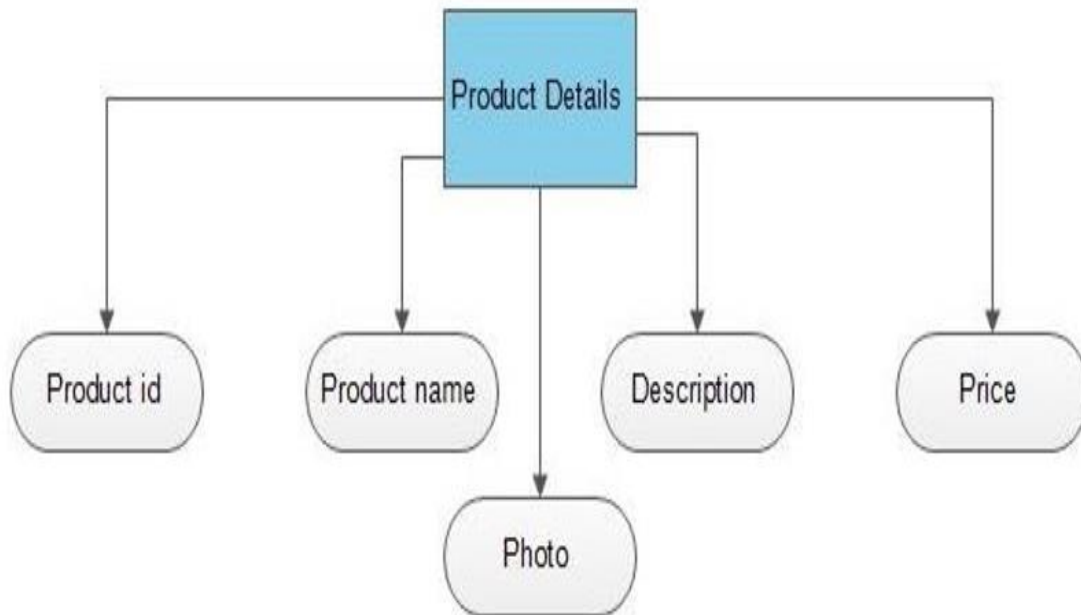 Product Details
Product id
Product name
Description
Price
Photo